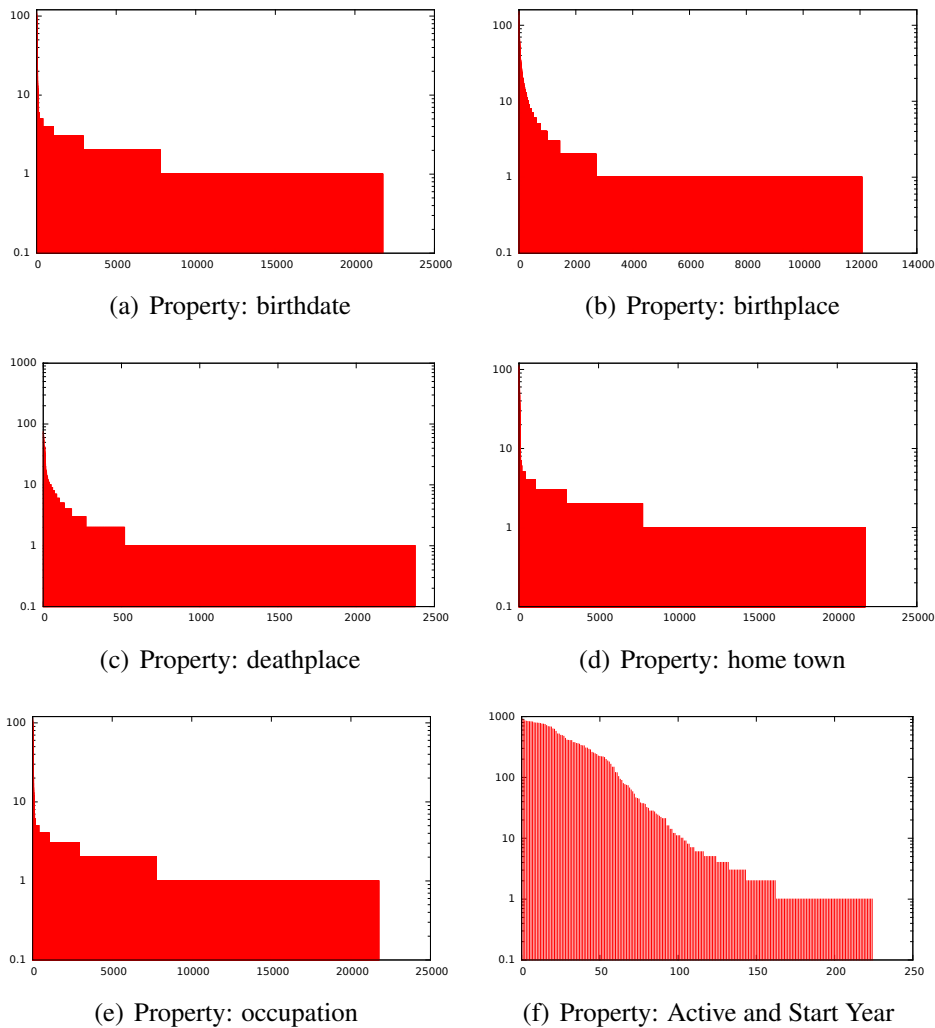 100
10
1
0.1
0 5000 10000 15000 20000 25000
(a) Property: birthdate
100
10
1
0.1
0 2000 4000 6000 8000 10000 12000 14000
(b) Property: birthplace
1000
100
10
1
0.1
0 500 1000 1500 2000 2500
(c) Property: deathplace
100
10
1
0.1
0 5000 10000 15000 20000 25000
(d) Property: home town
100
10
1
0.1
0 5000 10000 15000 20000 25000
(e) Property: occupation
1000
100
10
1
0.1
0 50 100 150 200 250
(f) Property: Active and Start Year